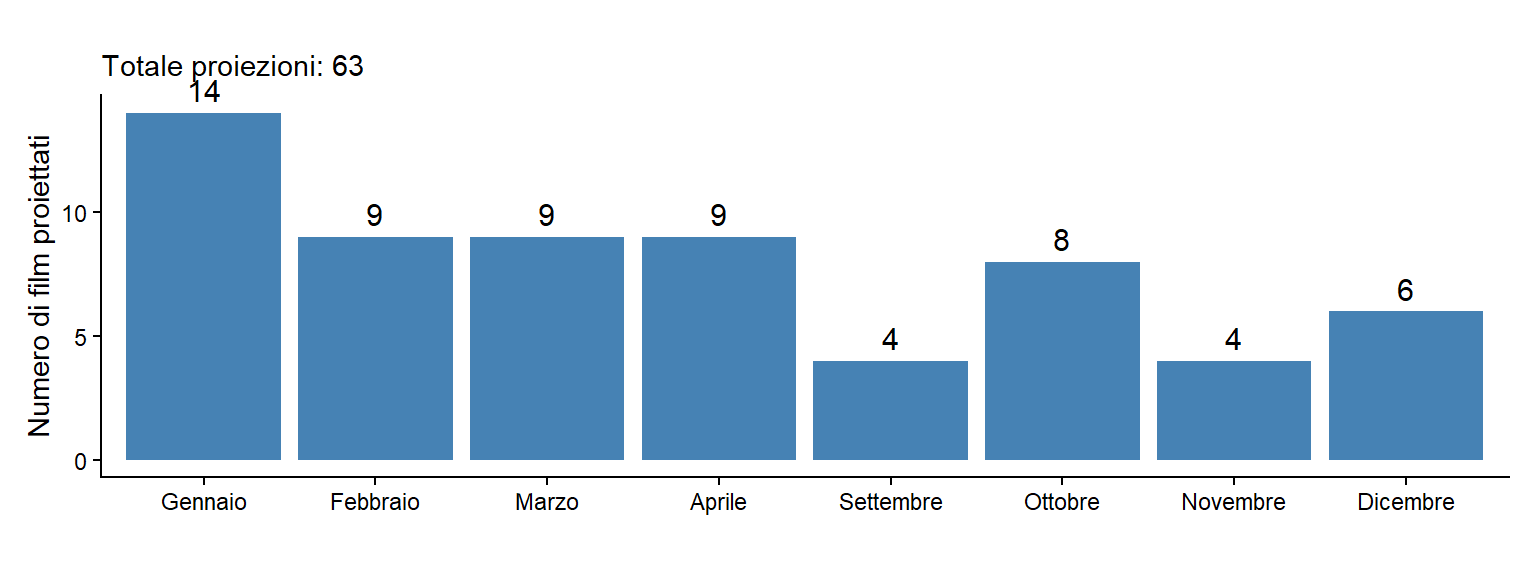 Totale proiezioni: 63
Numero di film proiettati
14
9
9
9
4
8
4
6
10
5
0
Gennaio
Febbraio
Marzo
Aprile
Settembre
Ottobre
Novembre
Dicembre